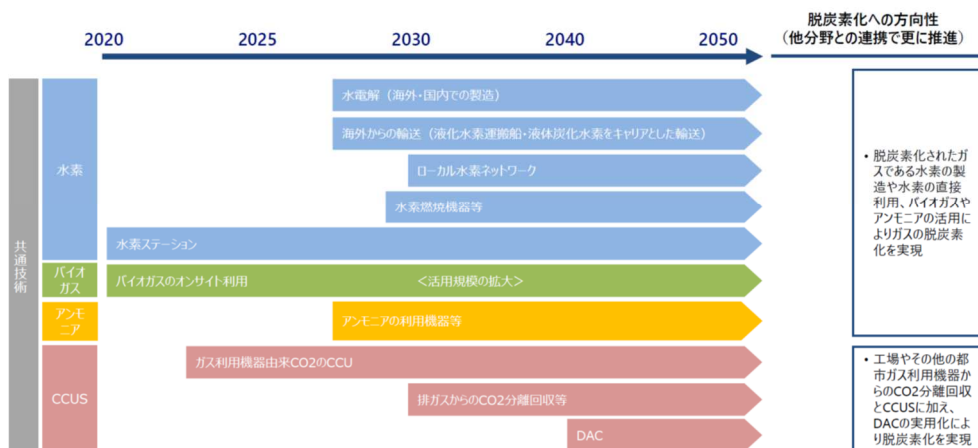 脱炭素化への方向性
（他分野との連携で更に推進）
2020
2025
2030
2040
2050
共通技術
水素
水電解（海外・国内での製造）
海外からの輸送（液化水素運搬船・液体炭化水素をキャリアとした輸送）
ローカル水素ネットワーク
水素燃焼機器等
水素ステーション
バイオ
ガス
バイオガスのオンサイト利用
＜活用規模の拡大＞
アンモ
ニア
アンモニアの利用機器等
CCUS
ガス利用機器由来CO2のCCU
排ガスからのCO2分離回収等
DAC
• 脱炭素化されたガ
スである水素の製
造や水素の直接
利用、バイオガスや
アンモニアの活用に
よりガスの脱炭素
化を実現
• 工場やその他の都
市ガス利用機器か
らのCO2分離回収
とCCUSに加え、
DACの実用化によ
り脱炭素化を実現